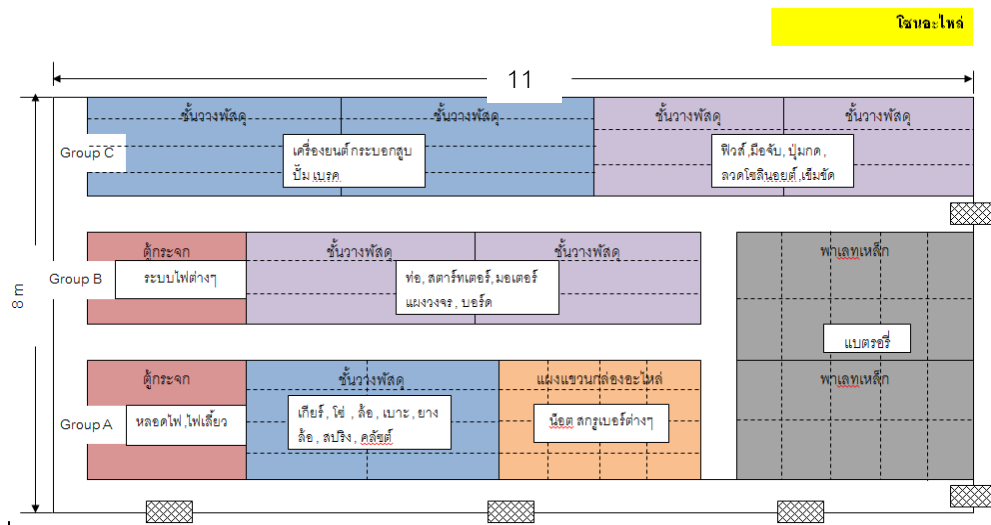 โซนอะไหล่
11
8 m
Group C
ชั้นวางพัสดุ
ชั้นวางพัสดุ
ชั้นวางพัสดุ
ชั้นวางพัสดุ
เครื่องยนต์ กระบอกสูบ
ปั๊ม เบรค
ฟิวส์ ,มือจับ, ปุ่มกด ,
ลวดโซลินอยด์ ,เข็มขัด
Group B
ตู้กระจก
ชั้นวางพัสดุ
ชั้นวางพัสดุ
พาเลทเหล็ก
ระบบไฟต่างๆ
ท่อ, สตาร์ทเตอร์,มอเตอร์
แผงวงจร , บอร์ด
แบตรอรี่
Group A
ตู้กระจก
ชั้นวางพัสดุ
แผงแขวนกล่องอะไหล่
พาเลทเหล็ก
หลอดไฟ,ไฟเลี้ยว
เกียร์ , โซ่ , ล้อ , เบาะ , ยาง
ล้อ , สปริง , คลัซต์
น๊อต สกรูเบอร์ต่างๆ